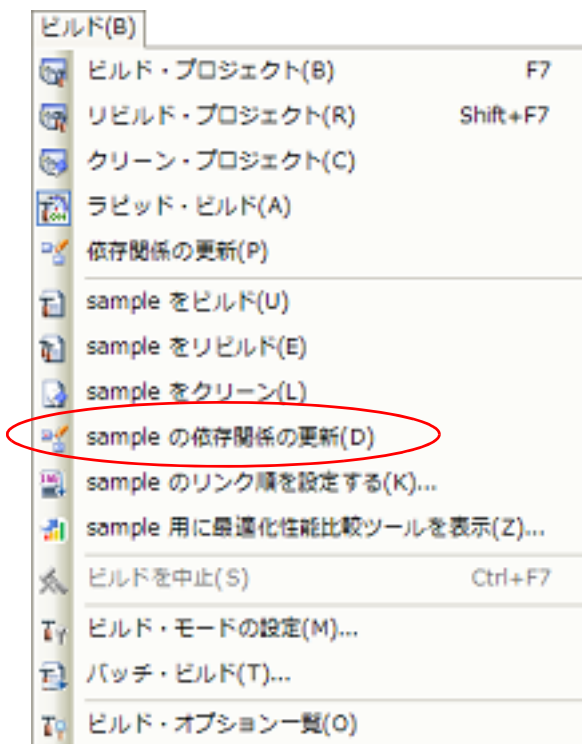 ビルド(B)
ビルド・プロジェクト(B) F7
リビルド・プロジェクト(R) Shift+F7
クリーン・プロジェクト(C)
ラピッド・ビルド(A)
依存関係の更新(P)
sample をビルド(U)
sample をリビルド(E)
sample をクリーン(L)
sample の依存関係の更新(D)
sample のリンク順を設定する(K)...
sample 用に最適化性能比較ツールを表示(Z)...
ビルドを中止(S) Ctrl+F7
ビルド・モードの設定(M)...
バッチ・ビルド(T)...
ビルド・オプション一覧(O)